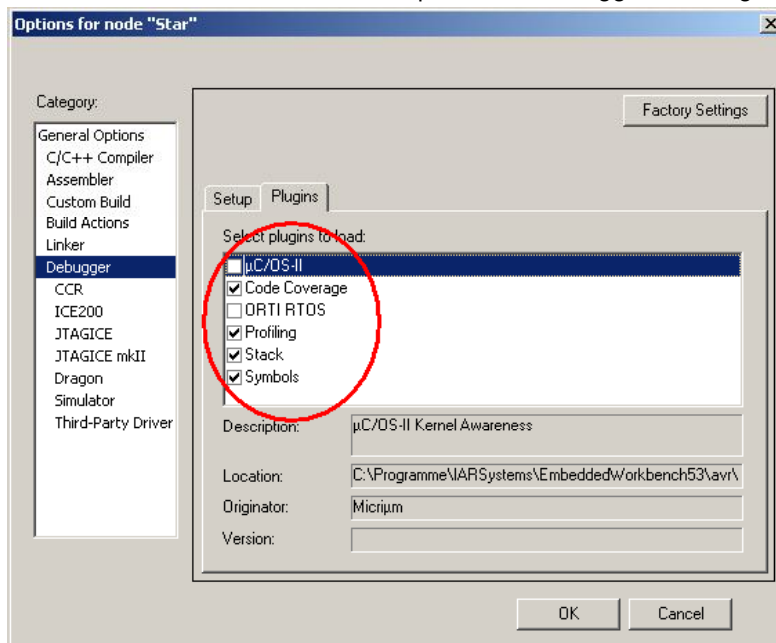 Options for node "Star"
Category:
Factory Settings
General Options
C/C++ Compiler
Assembler
Custom Build
Build Actions
Linker
Debugger
CCR
ICE200
JTAGICE
JTAGICE mkII
Dragon
Simulator
Third-Party Driver
Setup Plugins
Select plugins to load:
µC/OS-II
Code Coverage
ORTI RTOS
Profiling
Stack
Symbols
Description: µC/OS-II Kernel Awareness
Location: C:\Programme\IARSystems\EmbeddedWorkbench53\avr\
Originator: Micriµm
Version:
OK Cancel